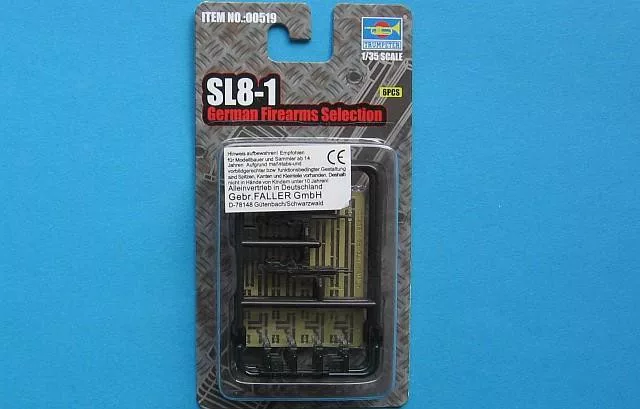 ITEM NO.:00519
TRUMPETER
1/35 SCALE
SL8-1
6PCS
German Firearms Selection
Hinweis aufbewahren! Empfohlen
für Modellbauer und Sammler ab 14
Jahren. Aufgrund maßstabs-und
vorbildgerechter bzw. funktionsbedingter Gestaltung
sind Spitzen, Kanten und Kleinteile vorhanden. Deshalb
nicht in Hände von Kindern unter 10 Jahren!
Alleinvertrieb in Deutschland
Gebr.FALLER GmbH
D-78148 Gütenbach/Schwarzwald
CE